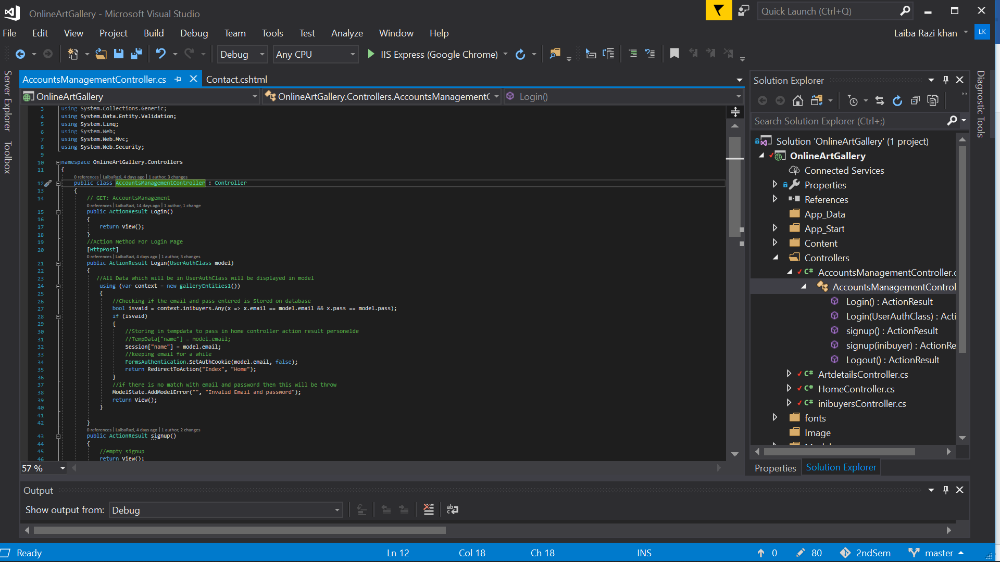 OnlineArtGallery - Microsoft Visual Studio
Quick Launch (Ctrl+Q)
File Edit View Project Build Debug Team Tools Test Analyze Window Help
Laiba Razi khan LK
Debug Any CPU IIS Express (Google Chrome)
Server Explorer
Toolbox
AccountsManagementController.cs Contact.cshtml
OnlineArtGallery OnlineArtGallery.Controllers.AccountsManagementC Login()
3 using System.Collections.Generic;
4 using System.Data.Entity.Validation;
5 using System.Linq;
6 using System.Web;
7 using System.Web.Mvc;
8 using System.Web.Security;
9
10 namespace OnlineArtGallery.Controllers
11 {
0 references | LaibaRazi, 4 days ago | 1 author, 3 changes
12 public class AccountsManagementController : Controller
13 {
14 // GET: AccountsManagement
0 references | LaibaRazi, 14 days ago | 1 author, 1 change
15 public ActionResult Login()
16 {
17 return View();
18 }
19 //Action Method For Login Page
20 [HttpPost]
0 references | LaibaRazi, 4 days ago | 1 author, 3 changes
21 public ActionResult Login(UserAuthClass model)
22 {
23 //All Data which will be in UserAuthClass will be displayed in model
24 using (var context = new galleryEntities1())
25 {
26 //Checking if the email and pass entered is Stored on database
27 bool isvaid = context.inibuyers.Any(x => x.email == model.email && x.pass == model.pass);
28 if (isvaid)
29 {
30 //Storing in tempdata to pass in home controller action result personelde
31 //TempData["name"] = model.email;
32 Session["name"] = model.email;
33 //keeping email for a while
34 FormsAuthentication.SetAuthCookie(model.email, false);
35 return RedirectToAction("Index", "Home");
36 }
37 //if there is no match with email and password then this will be throw
38 ModelState.AddModelError("", "Invalid Email and password");
39 return View();
40 }
41
42 }
0 references | LaibaRazi, 4 days ago | 1 author, 2 changes
43 public ActionResult signup()
44 {
45 //empty signup
46 return View();
57 %
Solution Explorer
Search Solution Explorer (Ctrl+;)
Solution 'OnlineArtGallery' (1 project)
OnlineArtGallery
Connected Services
Properties
References
App_Data
App_Start
Content
Controllers
C# AccountsManagementController.c
AccountsManagementControl
Login() : ActionResult
Login(UserAuthClass) : Acti
signup() : ActionResult
signup(inibuyer) : ActionRe
Logout() : ActionResult
C# ArtdetailsController.cs
C# HomeController.cs
C# inibuyersController.cs
fonts
Image
Properties Solution Explorer
Diagnostic Tools
Output
Show output from: Debug
Ready Ln 12 Col 18 Ch 18 INS 0 80 2ndSem master